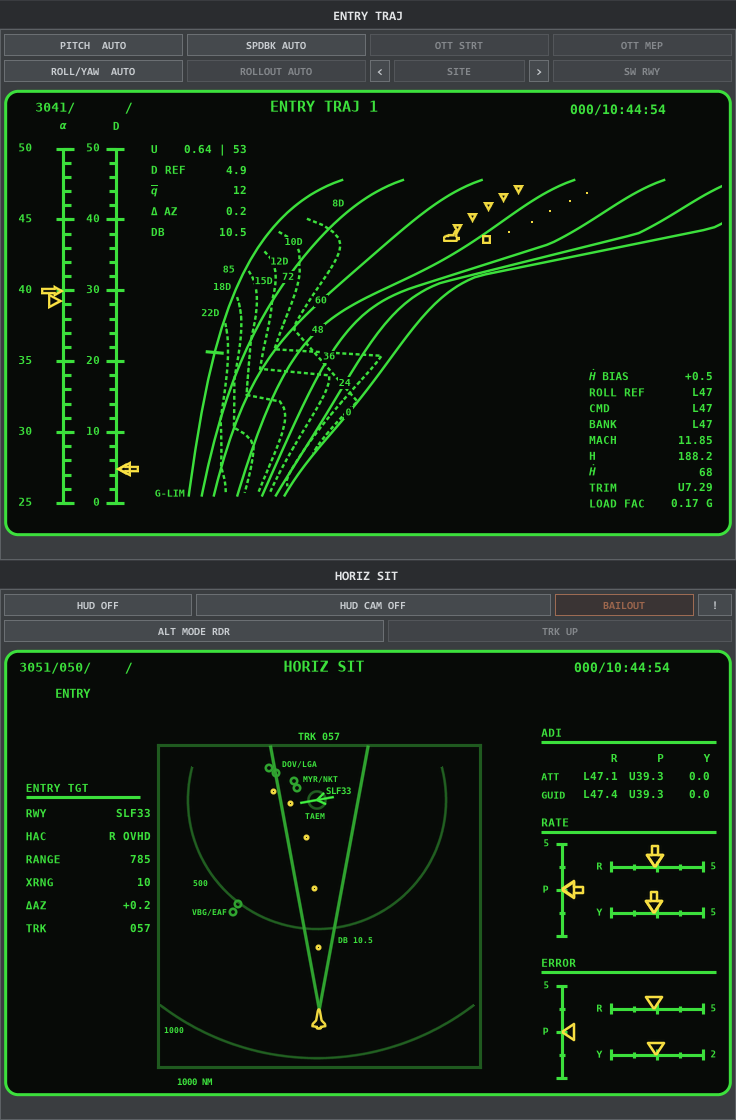 ENTRY TRAJ
PITCH AUTO
SPDBK AUTO
OTT STRT
OTT MEP
ROLL/YAW AUTO
ROLLOUT AUTO
<
SITE
>
SW RWY
3041/ /
ENTRY TRAJ 1
000/10:44:54
α
D
50
45
40
35
30
25
50
40
30
20
10
0
U 0.64 | 53
D REF 4.9
q̅ 12
Δ AZ 0.2
DB 10.5
8D
10D
12D
15D
18D
22D
85
72
60
48
36
24
0
G-LIM
Ḣ BIAS +0.5
ROLL REF L47
CMD L47
BANK L47
MACH 11.85
H 188.2
Ḣ 68
TRIM U7.29
LOAD FAC 0.17 G
HORIZ SIT
HUD OFF
HUD CAM OFF
BAILOUT
!
ALT MODE RDR
TRK UP
3051/050/ /
HORIZ SIT
000/10:44:54
ENTRY
ENTRY TGT
RWY SLF33
HAC R OVHD
RANGE 785
XRNG 10
ΔAZ +0.2
TRK 057
TRK 057
DOV/LGA
MYR/NKT
SLF33
TAEM
500
VBG/EAF
DB 10.5
1000
1000 NM
ADI
R P Y
ATT L47.1 U39.3 0.0
GUID L47.4 U39.3 0.0
RATE
5
P
R 5
Y 5
ERROR
5
P
R 5
Y 2